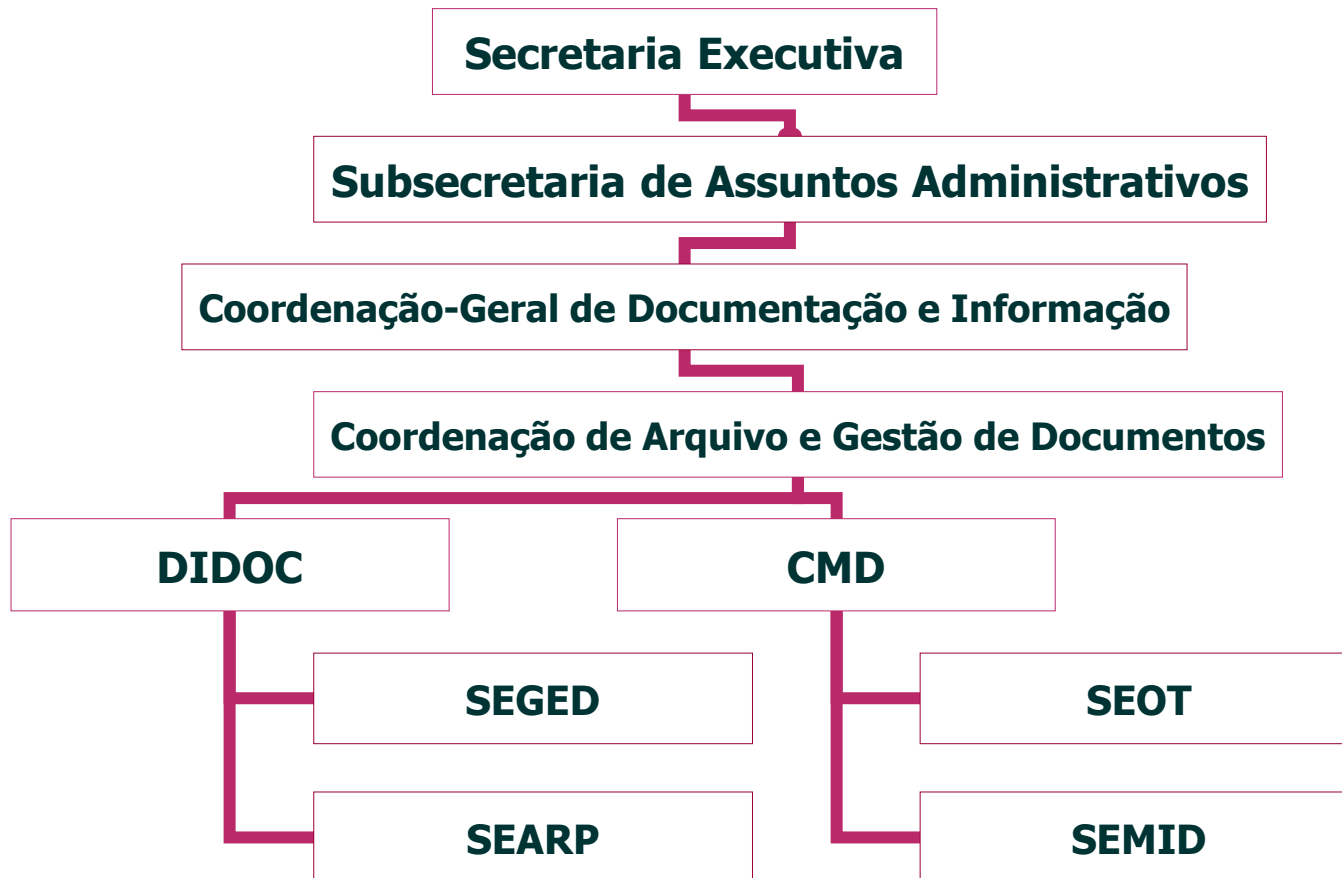 Secretaria Executiva
Subsecretaria de Assuntos Administrativos
Coordenação-Geral de Documentação e Informação
Coordenação de Arquivo e Gestão de Documentos
DIDOC
CMD
SEGED
SEOT
SEARP
SEMID